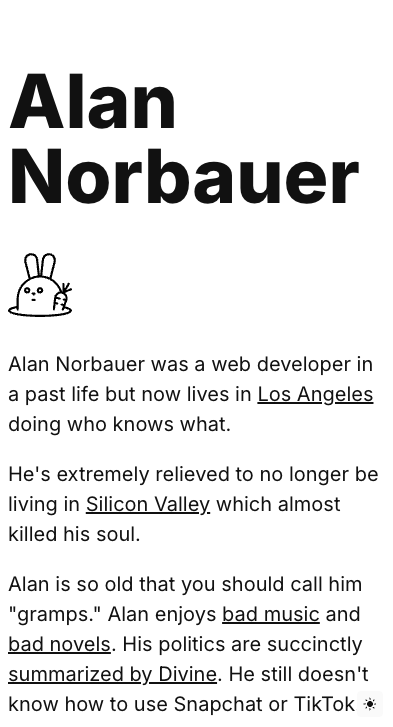 Alan
Norbauer
Alan Norbauer was a web developer in
a past life but now lives in Los Angeles
doing who knows what.
He's extremely relieved to no longer be
living in Silicon Valley which almost
killed his soul.
Alan is so old that you should call him
"gramps." Alan enjoys bad music and
bad novels. His politics are succinctly
summarized by Divine. He still doesn't
know how to use Snapchat or TikTok